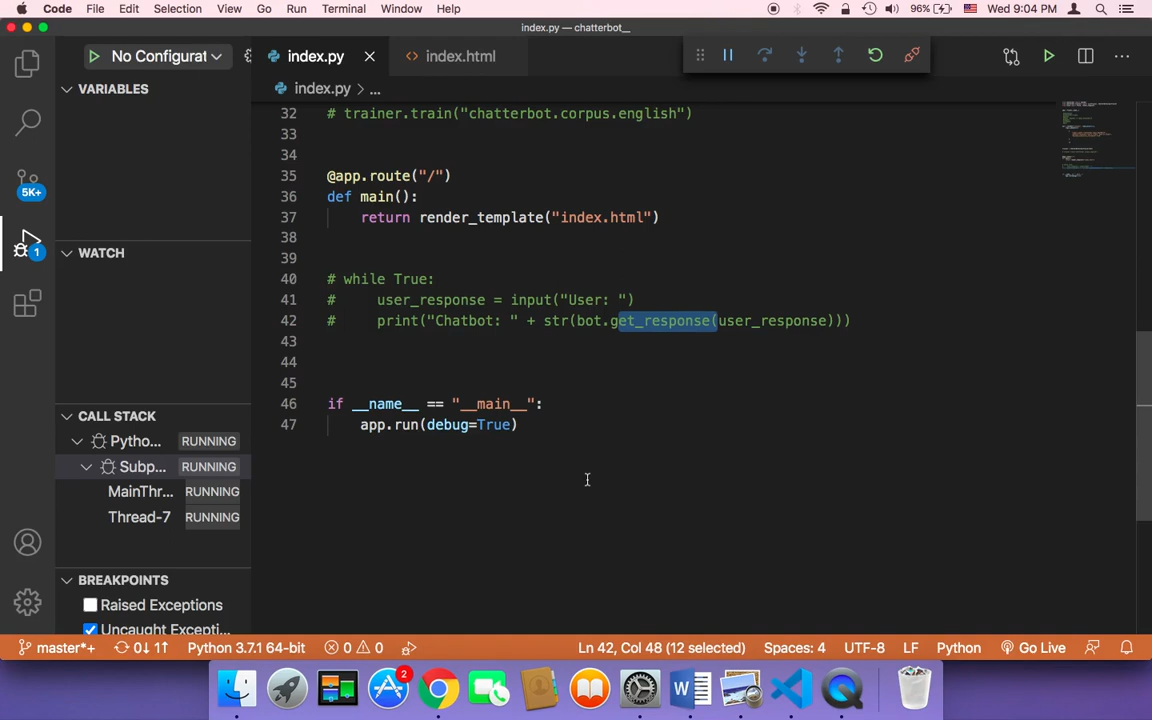 Code File Edit Selection View Go Run Terminal Window Help 96% Wed 9:04 PM
index.py — chatterbot_
No Configurat
index.py
index.html
VARIABLES
index.py > ...
32 # trainer.train("chatterbot.corpus.english")
33
34
35 @app.route("/")
36 def main():
37 return render_template("index.html")
38
39
40 # while True:
41 # user_response = input("User: ")
42 # print("Chatbot: " + str(bot.get_response(user_response)))
43
44
45
46 if __name__ == "__main__":
47 app.run(debug=True)
5K+
1
WATCH
CALL STACK
Pytho... RUNNING
Subp... RUNNING
MainThr... RUNNING
Thread-7 RUNNING
BREAKPOINTS
Raised Exceptions
Uncaught Excepti...
master*+ 0↓ 1↑ Python 3.7.1 64-bit 0 0 Ln 42, Col 48 (12 selected) Spaces: 4 UTF-8 LF Python Go Live
2